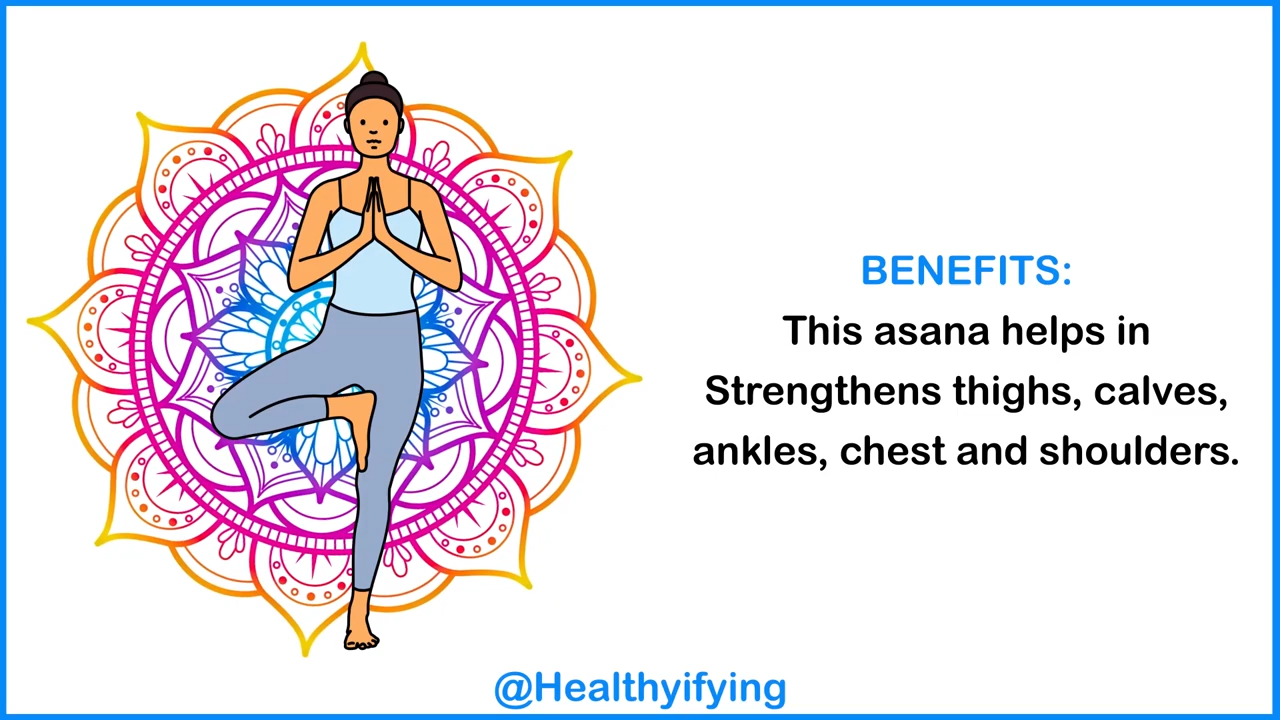 BENEFITS:
This asana helps in
Strengthens thighs, calves,
ankles, chest and shoulders.
@Healthyifying